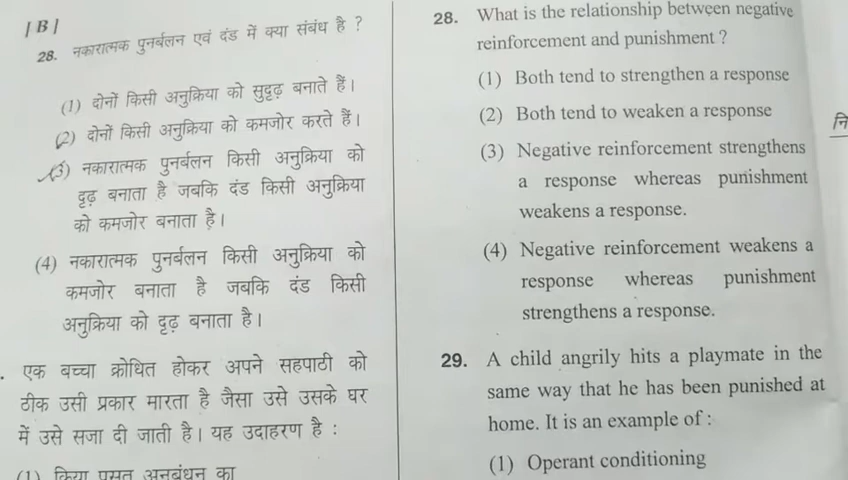 [B]
28. नकारात्मक पुनर्बलन एवं दंड में क्या संबंध है ?
(1) दोनों किसी अनुक्रिया को सुदृढ़ बनाते हैं।
(2) दोनों किसी अनुक्रिया को कमजोर करते हैं।
(3) नकारात्मक पुनर्बलन किसी अनुक्रिया को
दृढ़ बनाता है जबकि दंड किसी अनुक्रिया
को कमजोर बनाता है।
(4) नकारात्मक पुनर्बलन किसी अनुक्रिया को
कमजोर बनाता है जबकि दंड किसी
अनुक्रिया को दृढ़ बनाता है।
. एक बच्चा क्रोधित होकर अपने सहपाठी को
ठीक उसी प्रकार मारता है जैसा उसे उसके घर
में उसे सजा दी जाती है। यह उदाहरण है :
(1) क्रिया प्रसूत अनुबंधन का
28. What is the relationship between negative
reinforcement and punishment ?
(1) Both tend to strengthen a response
(2) Both tend to weaken a response
(3) Negative reinforcement strengthens
a response whereas punishment
weakens a response.
(4) Negative reinforcement weakens a
response whereas punishment
strengthens a response.
29. A child angrily hits a playmate in the
same way that he has been punished at
home. It is an example of :
(1) Operant conditioning
नि